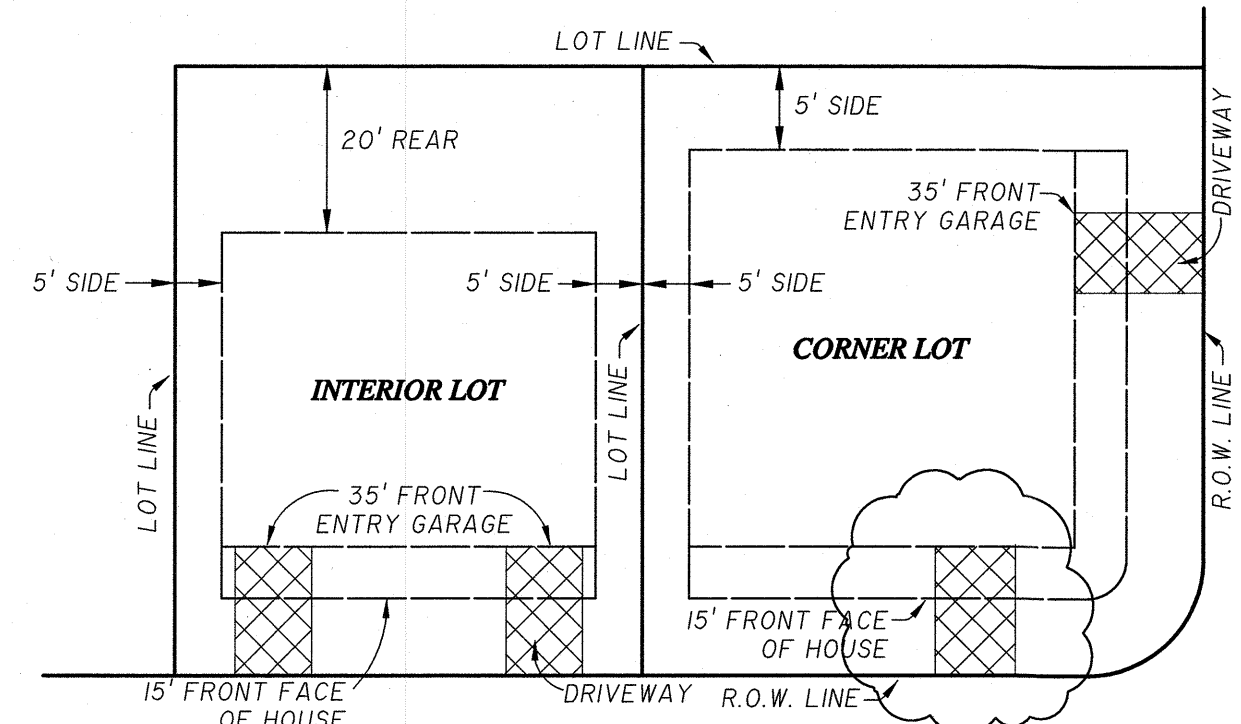 LOT LINE
5' SIDE
20' REAR
DRIVEWAY
35' FRONT
ENTRY GARAGE
5' SIDE
5' SIDE
5' SIDE
CORNER LOT
INTERIOR LOT
LOT LINE
LOT LINE
R.O.W. LINE
35' FRONT
ENTRY GARAGE
15' FRONT FACE
OF HOUSE
15' FRONT FACE
OF HOUSE
DRIVEWAY
R.O.W. LINE